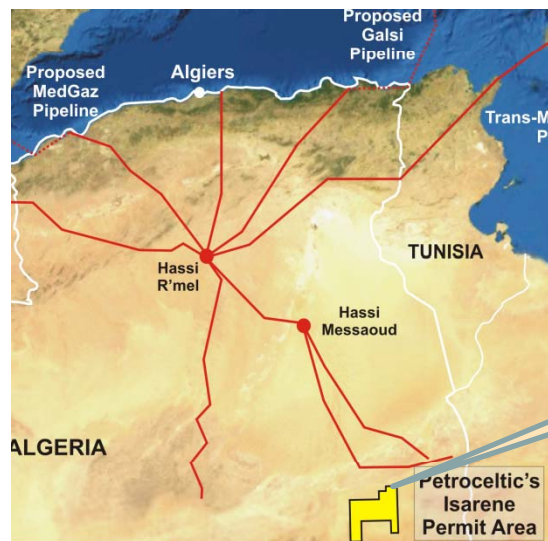 Proposed
MedGaz
Pipeline
Algiers
Proposed
Galsi
Pipeline
Trans-M
P
TUNISIA
Hassi
R'mel
Hassi
Messaoud
ALGERIA
Petroceltic's
Isarene
Permit Area